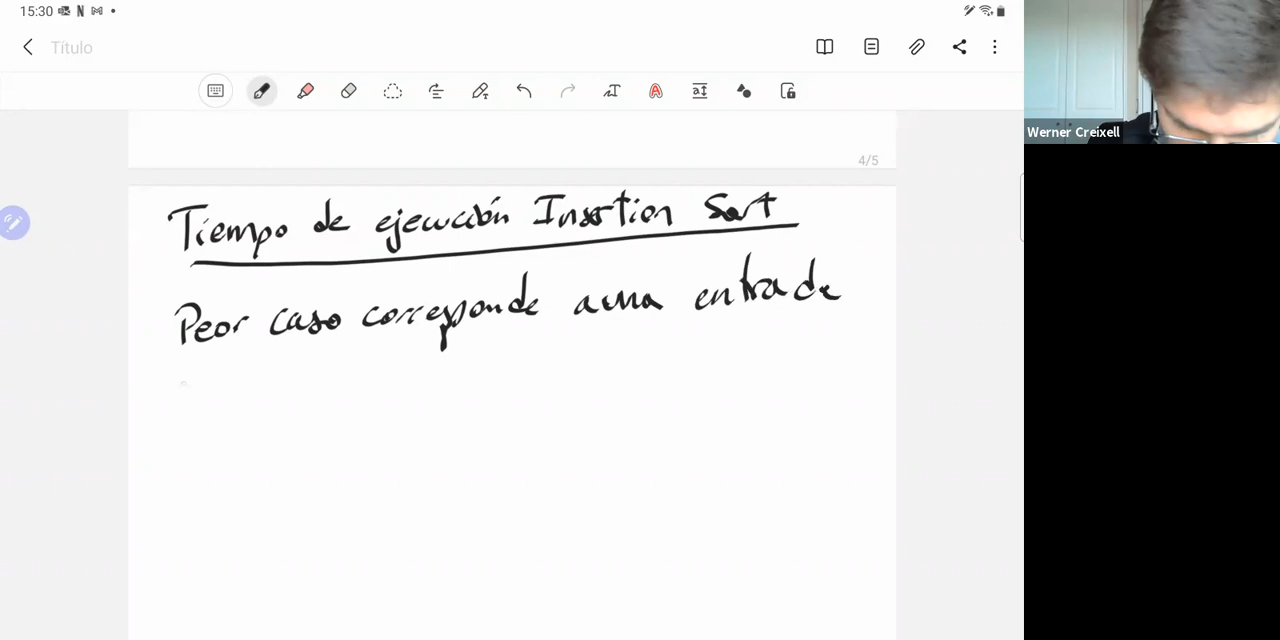 15:30
Título
Werner Creixell
4/5
Tiempo de ejecución Insertion Sort
Peor caso corresponde a una entrada